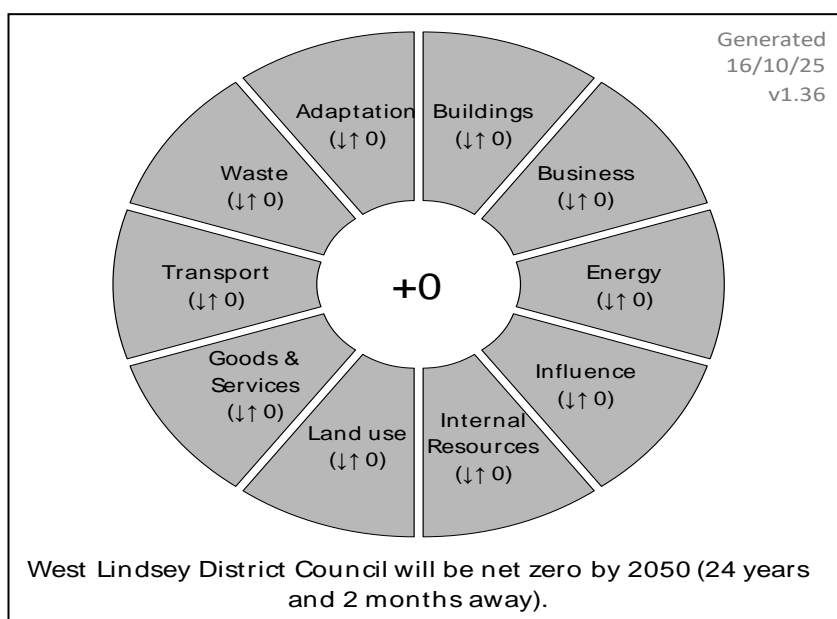 Generated
16/10/25
v1.36
Adaptation
(↓↑ 0)
Buildings
(↓↑ 0)
Waste
(↓↑ 0)
Business
(↓↑ 0)
Transport
(↓↑ 0)
+0
Energy
(↓↑ 0)
Goods &
Services
(↓↑ 0)
Influence
(↓↑ 0)
Land use
(↓↑ 0)
Internal
Resources
(↓↑ 0)
West Lindsey District Council will be net zero by 2050 (24 years
and 2 months away).